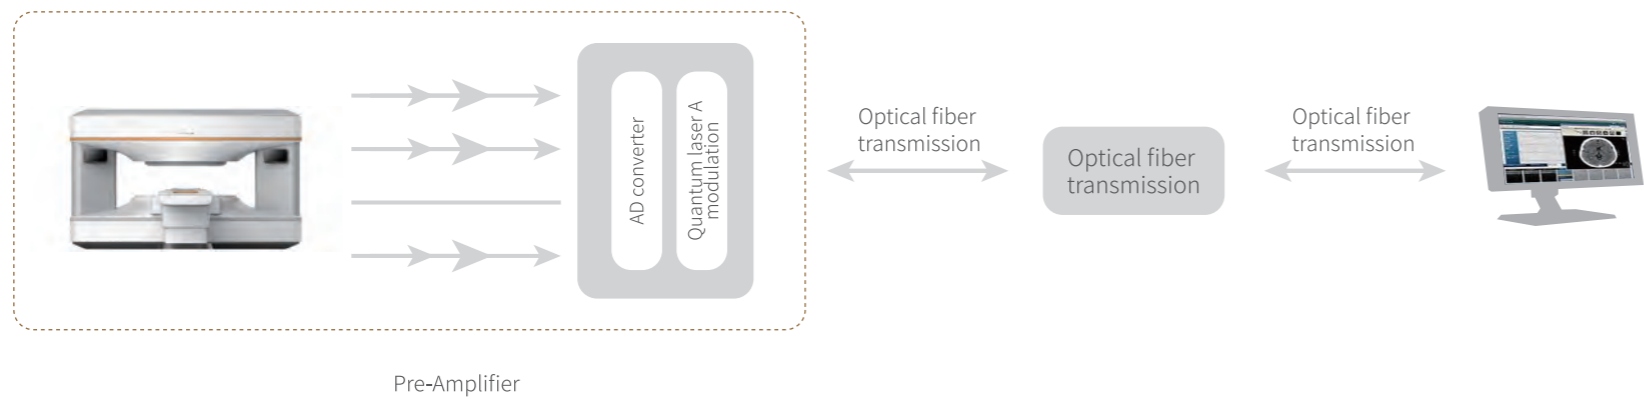 AD converter
Quantum laser A
modulation
Optical fiber
transmission
Optical fiber
transmission
Optical fiber
transmission
Pre-Amplifier